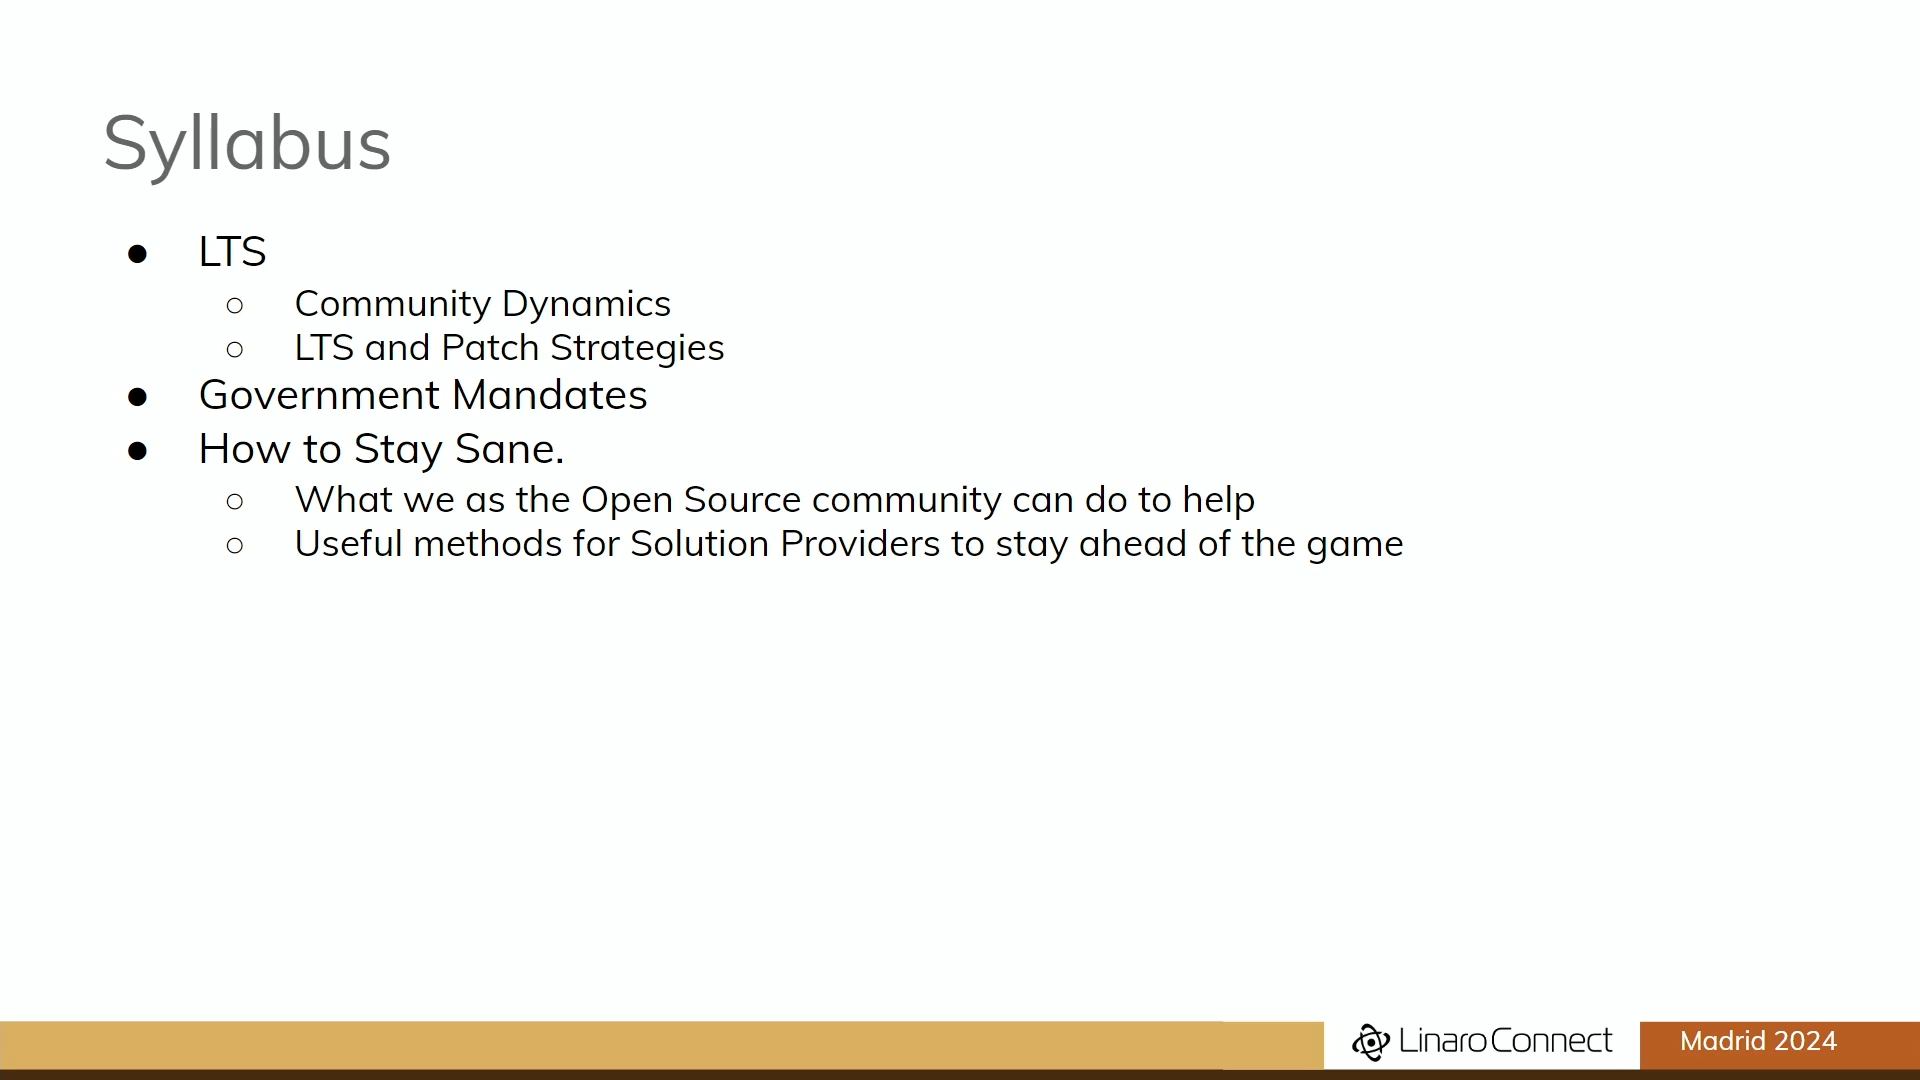 Syllabus
● LTS
○ Community Dynamics
○ LTS and Patch Strategies
● Government Mandates
● How to Stay Sane.
○ What we as the Open Source community can do to help
○ Useful methods for Solution Providers to stay ahead of the game
Linaro Connect
Madrid 2024